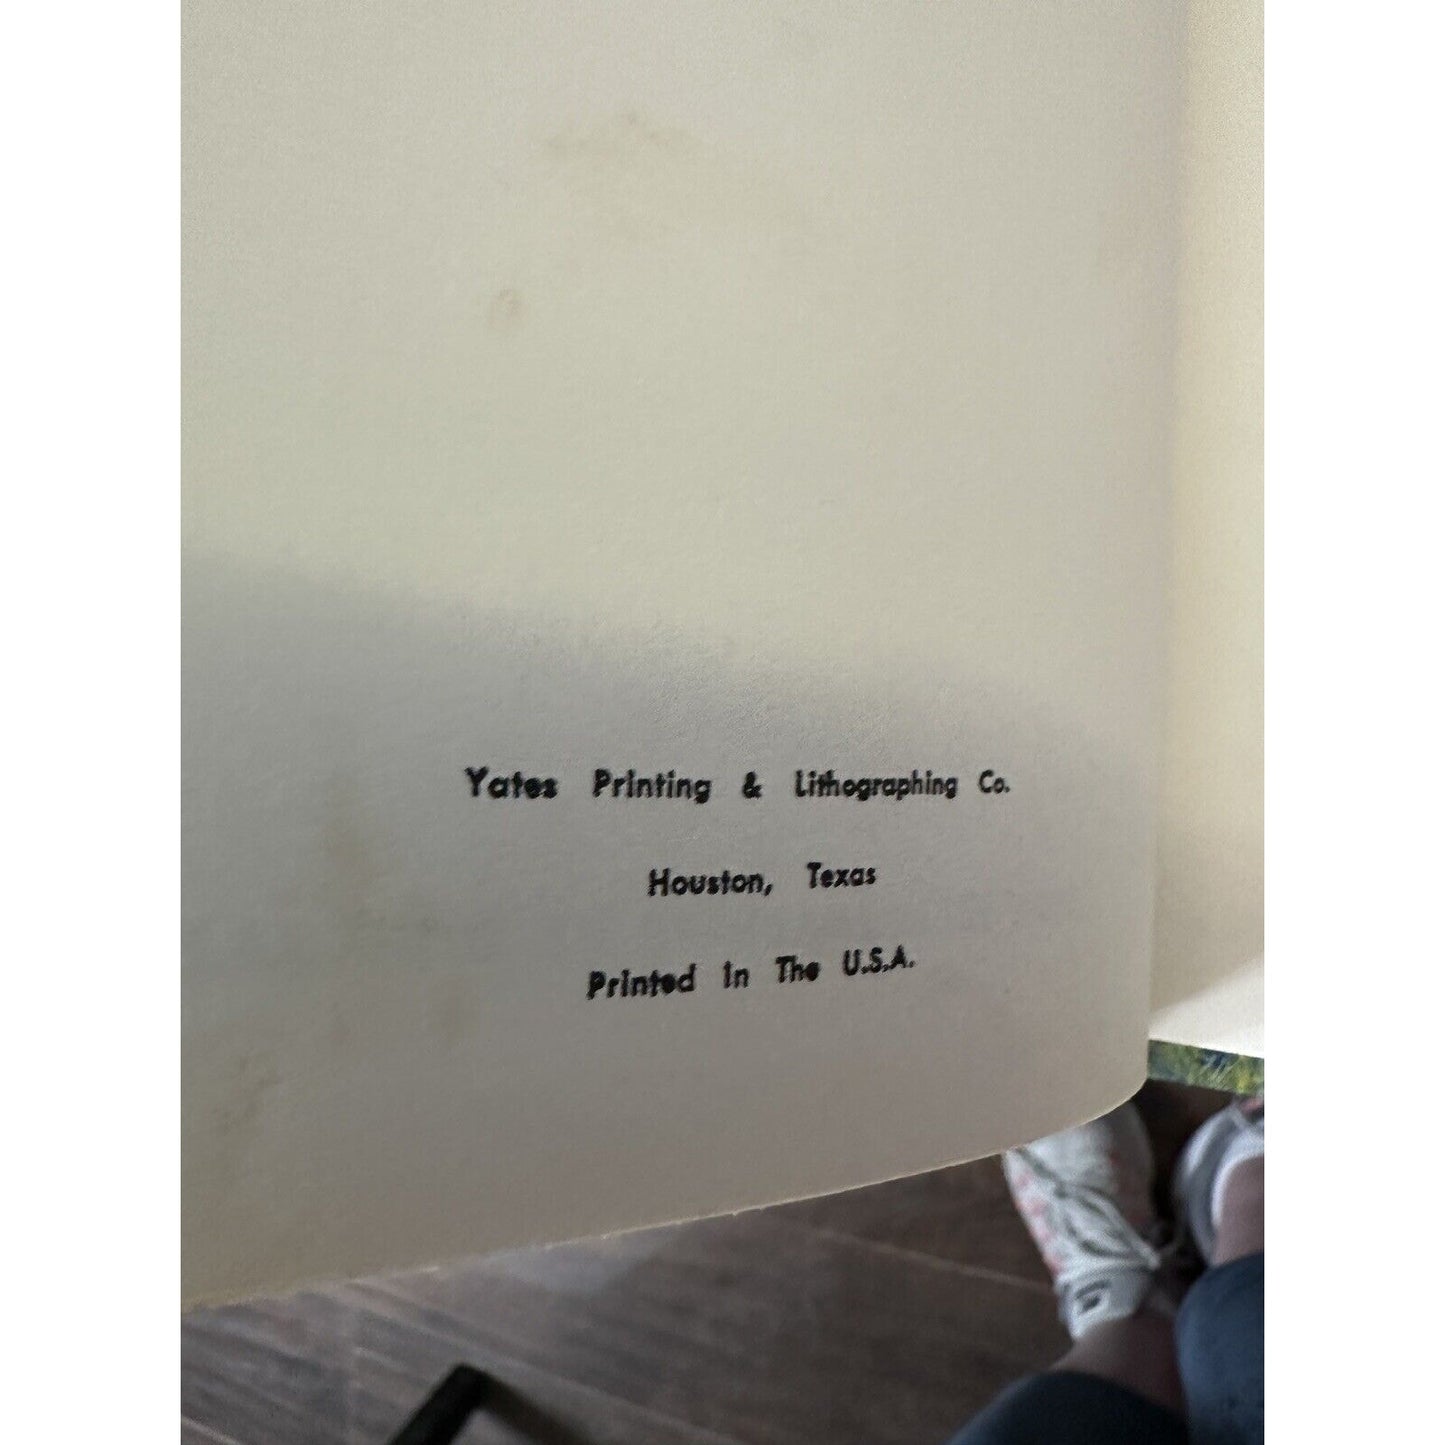 Yates Printing & Lithographing Co.
Houston, Texas
Printed In The U.S.A.